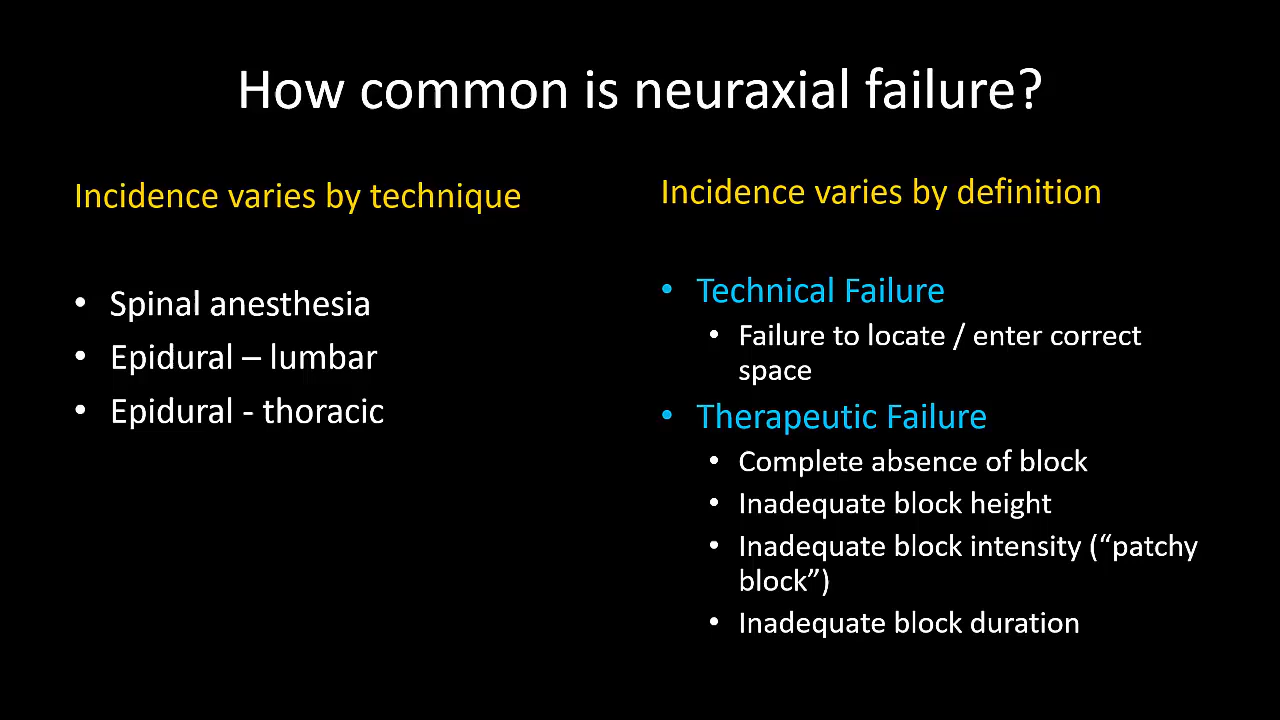 How common is neuraxial failure?
Incidence varies by technique
• Spinal anesthesia
• Epidural – lumbar
• Epidural - thoracic
Incidence varies by definition
• Technical Failure
• Failure to locate / enter correct
space
• Therapeutic Failure
• Complete absence of block
• Inadequate block height
• Inadequate block intensity (“patchy
block”)
• Inadequate block duration